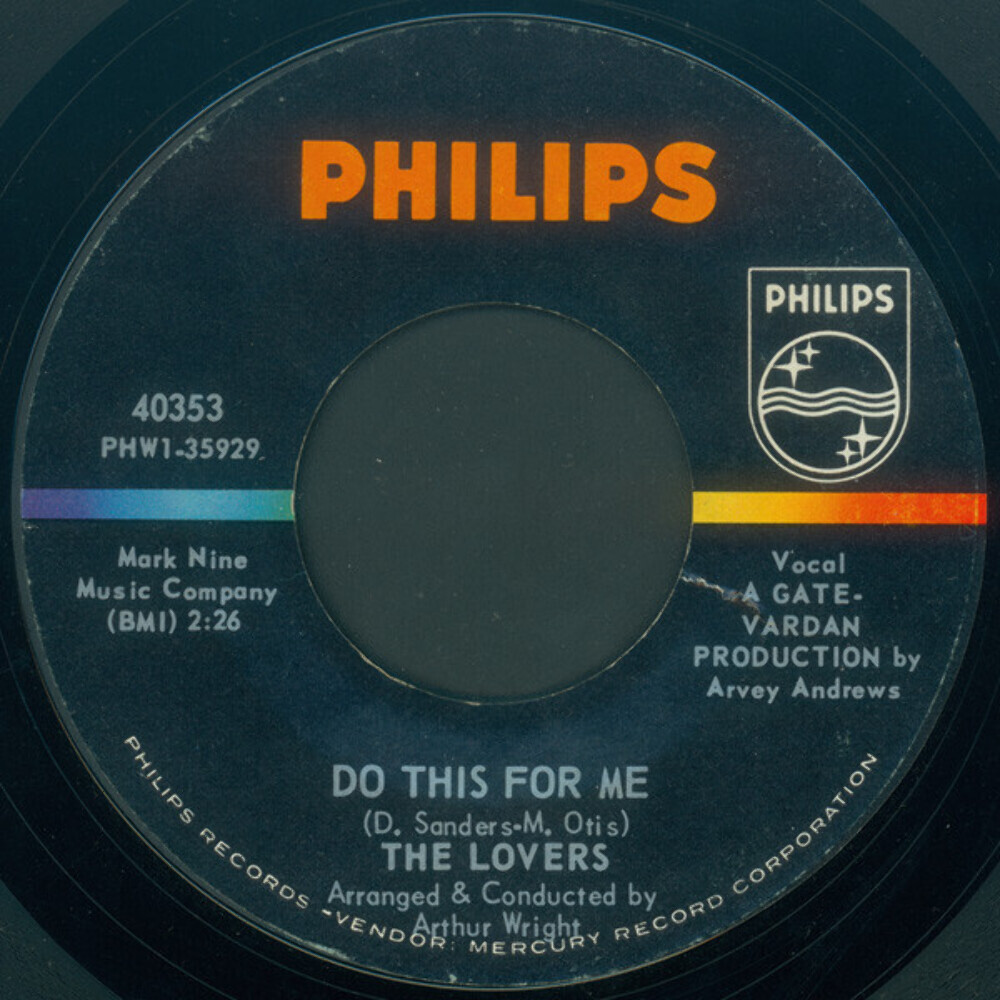 PHILIPS
PHILIPS
40353
PHW1-35929
Mark Nine
Music Company
(BMI) 2:26
Vocal
A GATE-
VARDAN
PRODUCTION by
Arvey Andrews
DO THIS FOR ME
(D. Sanders-M. Otis)
THE LOVERS
Arranged & Conducted by
Arthur Wright
PHILIPS RECORDS -VENDOR: MERCURY RECORD CORPORATION